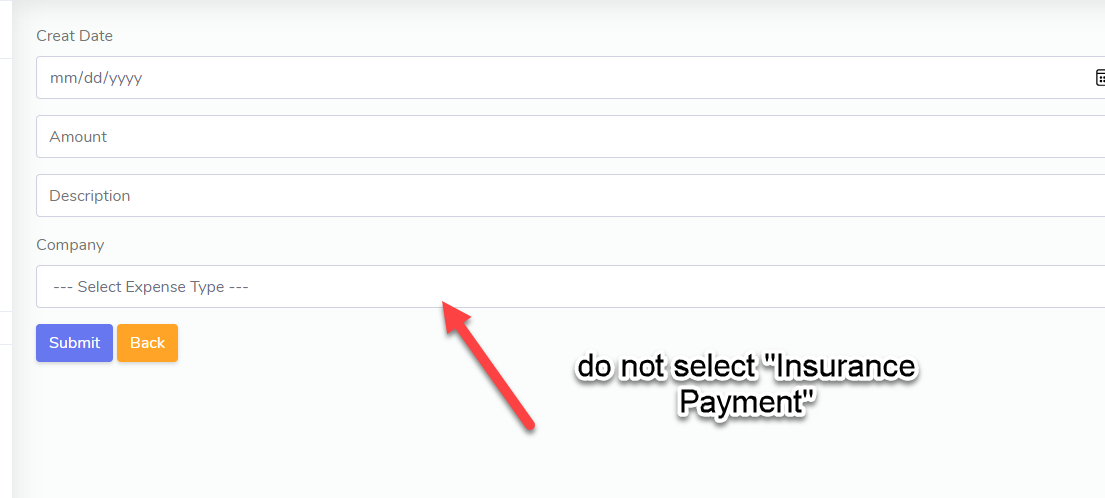 Creat Date
mm/dd/yyyy
Amount
Description
Company
--- Select Expense Type ---
Submit Back
do not select "Insurance
Payment"